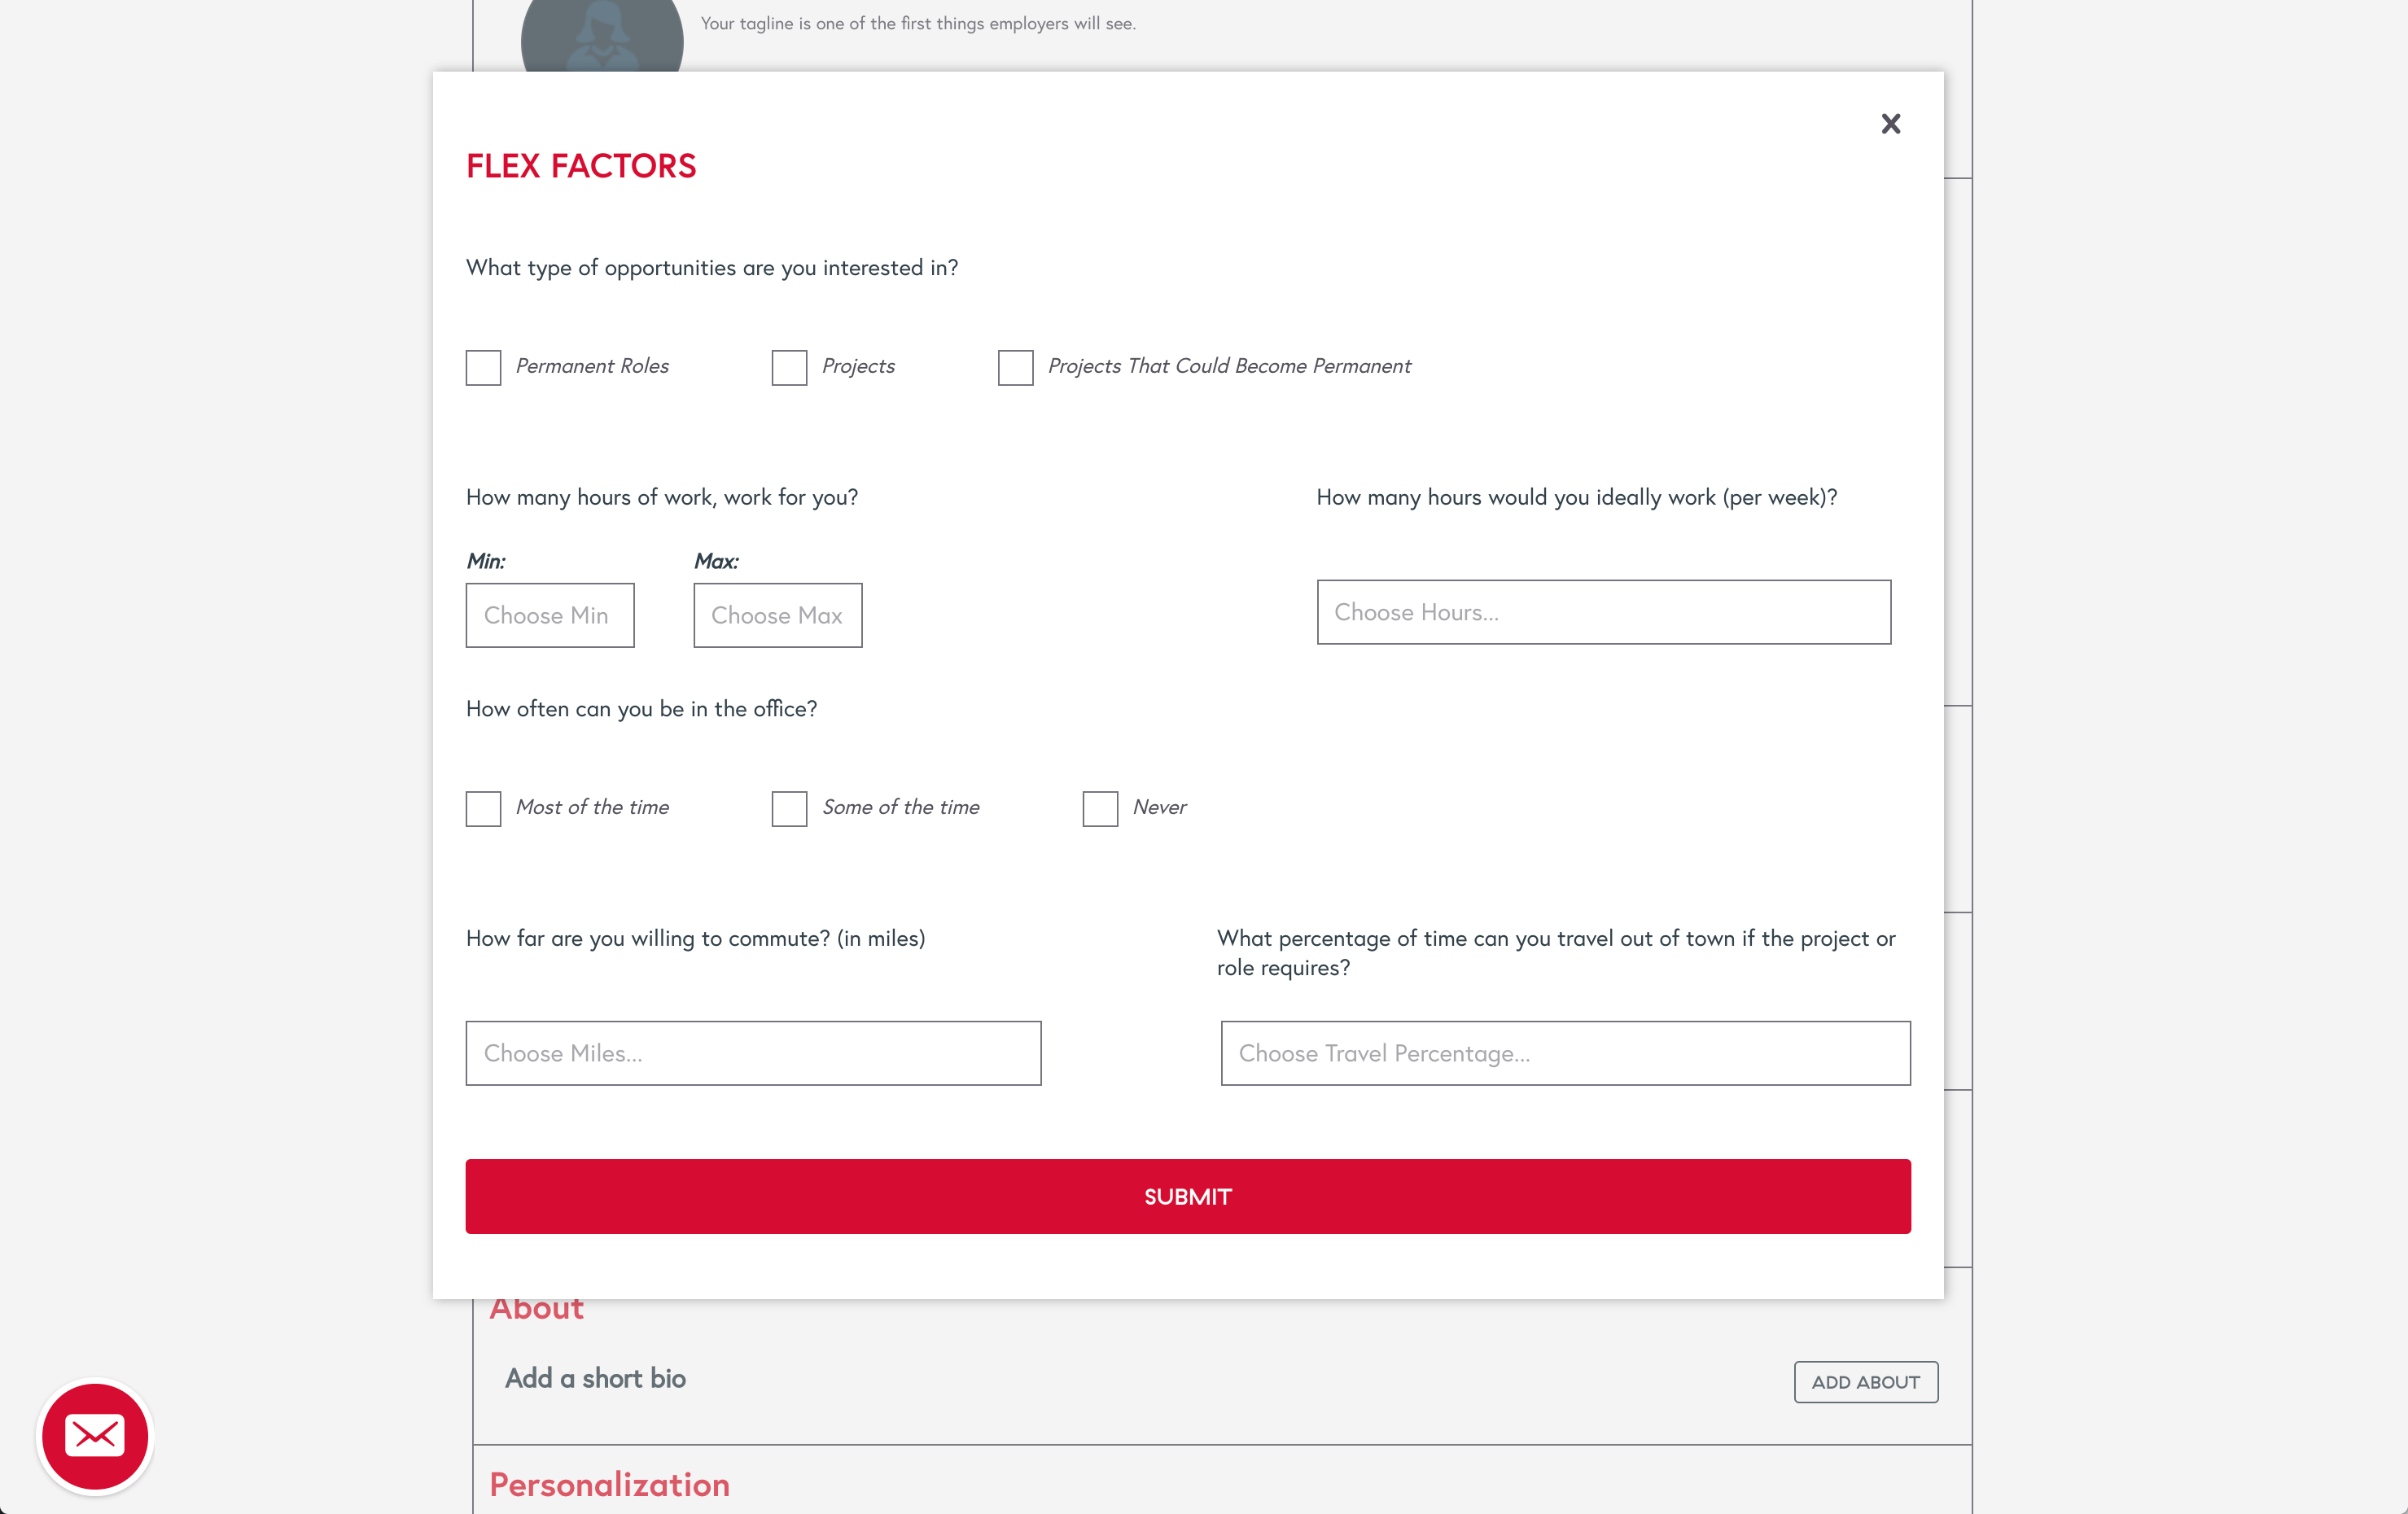 Your tagline is one of the first things employers will see.
FLEX FACTORS
What type of opportunities are you interested in?
Permanent Roles
Projects
Projects That Could Become Permanent
How many hours of work, work for you?
How many hours would you ideally work (per week)?
Min:
Max:
Choose Min
Choose Max
Choose Hours...
How often can you be in the office?
Most of the time
Some of the time
Never
How far are you willing to commute? (in miles)
What percentage of time can you travel out of town if the project or
role requires?
Choose Miles...
Choose Travel Percentage...
SUBMIT
About
Add a short bio
ADD ABOUT
Personalization